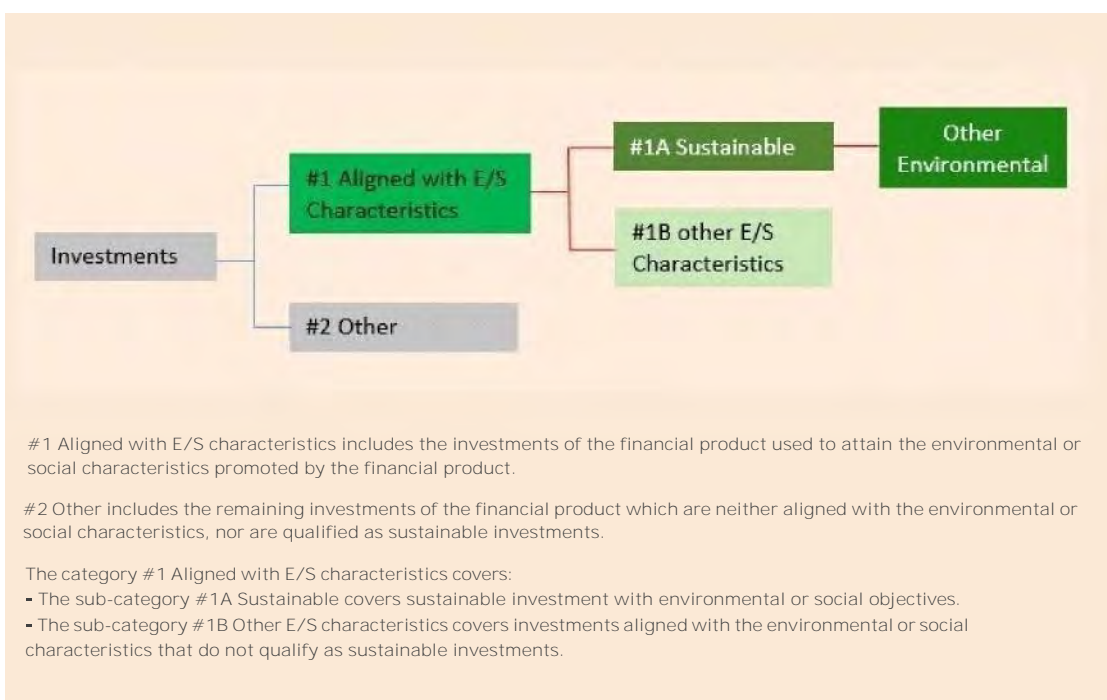 Other
Environmental
#1A Sustainable
#1 Aligned with E/S
Characteristics
#1B other E/S
Characteristics
Investments
#2 Other
#1 Aligned with E/S characteristics includes the investments of the financial product used to attain the environmental or
social characteristics promoted by the financial product.
#2 Other includes the remaining investments of the financial product which are neither aligned with the environmental or
social characteristics, nor are qualified as sustainable investments.
The category #1 Aligned with E/S characteristics covers:
- The sub-category #1A Sustainable covers sustainable investment with environmental or social objectives.
- The sub-category #1B Other E/S characteristics covers investments aligned with the environmental or social
characteristics that do not qualify as sustainable investments.